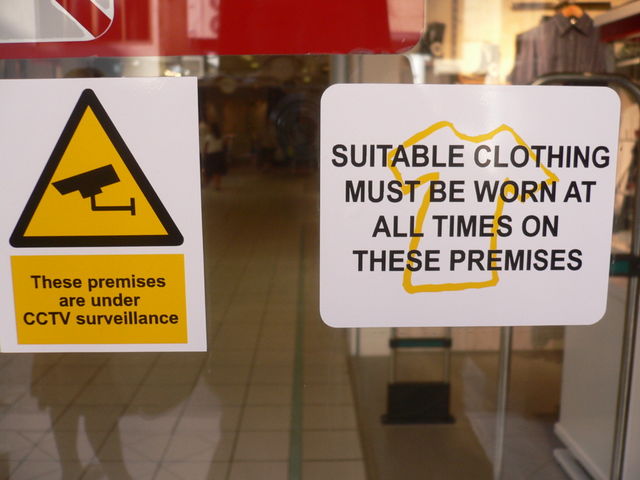 These premises
are under
CCTV surveillance
SUITABLE CLOTHING
MUST BE WORN AT
ALL TIMES ON
THESE PREMISES